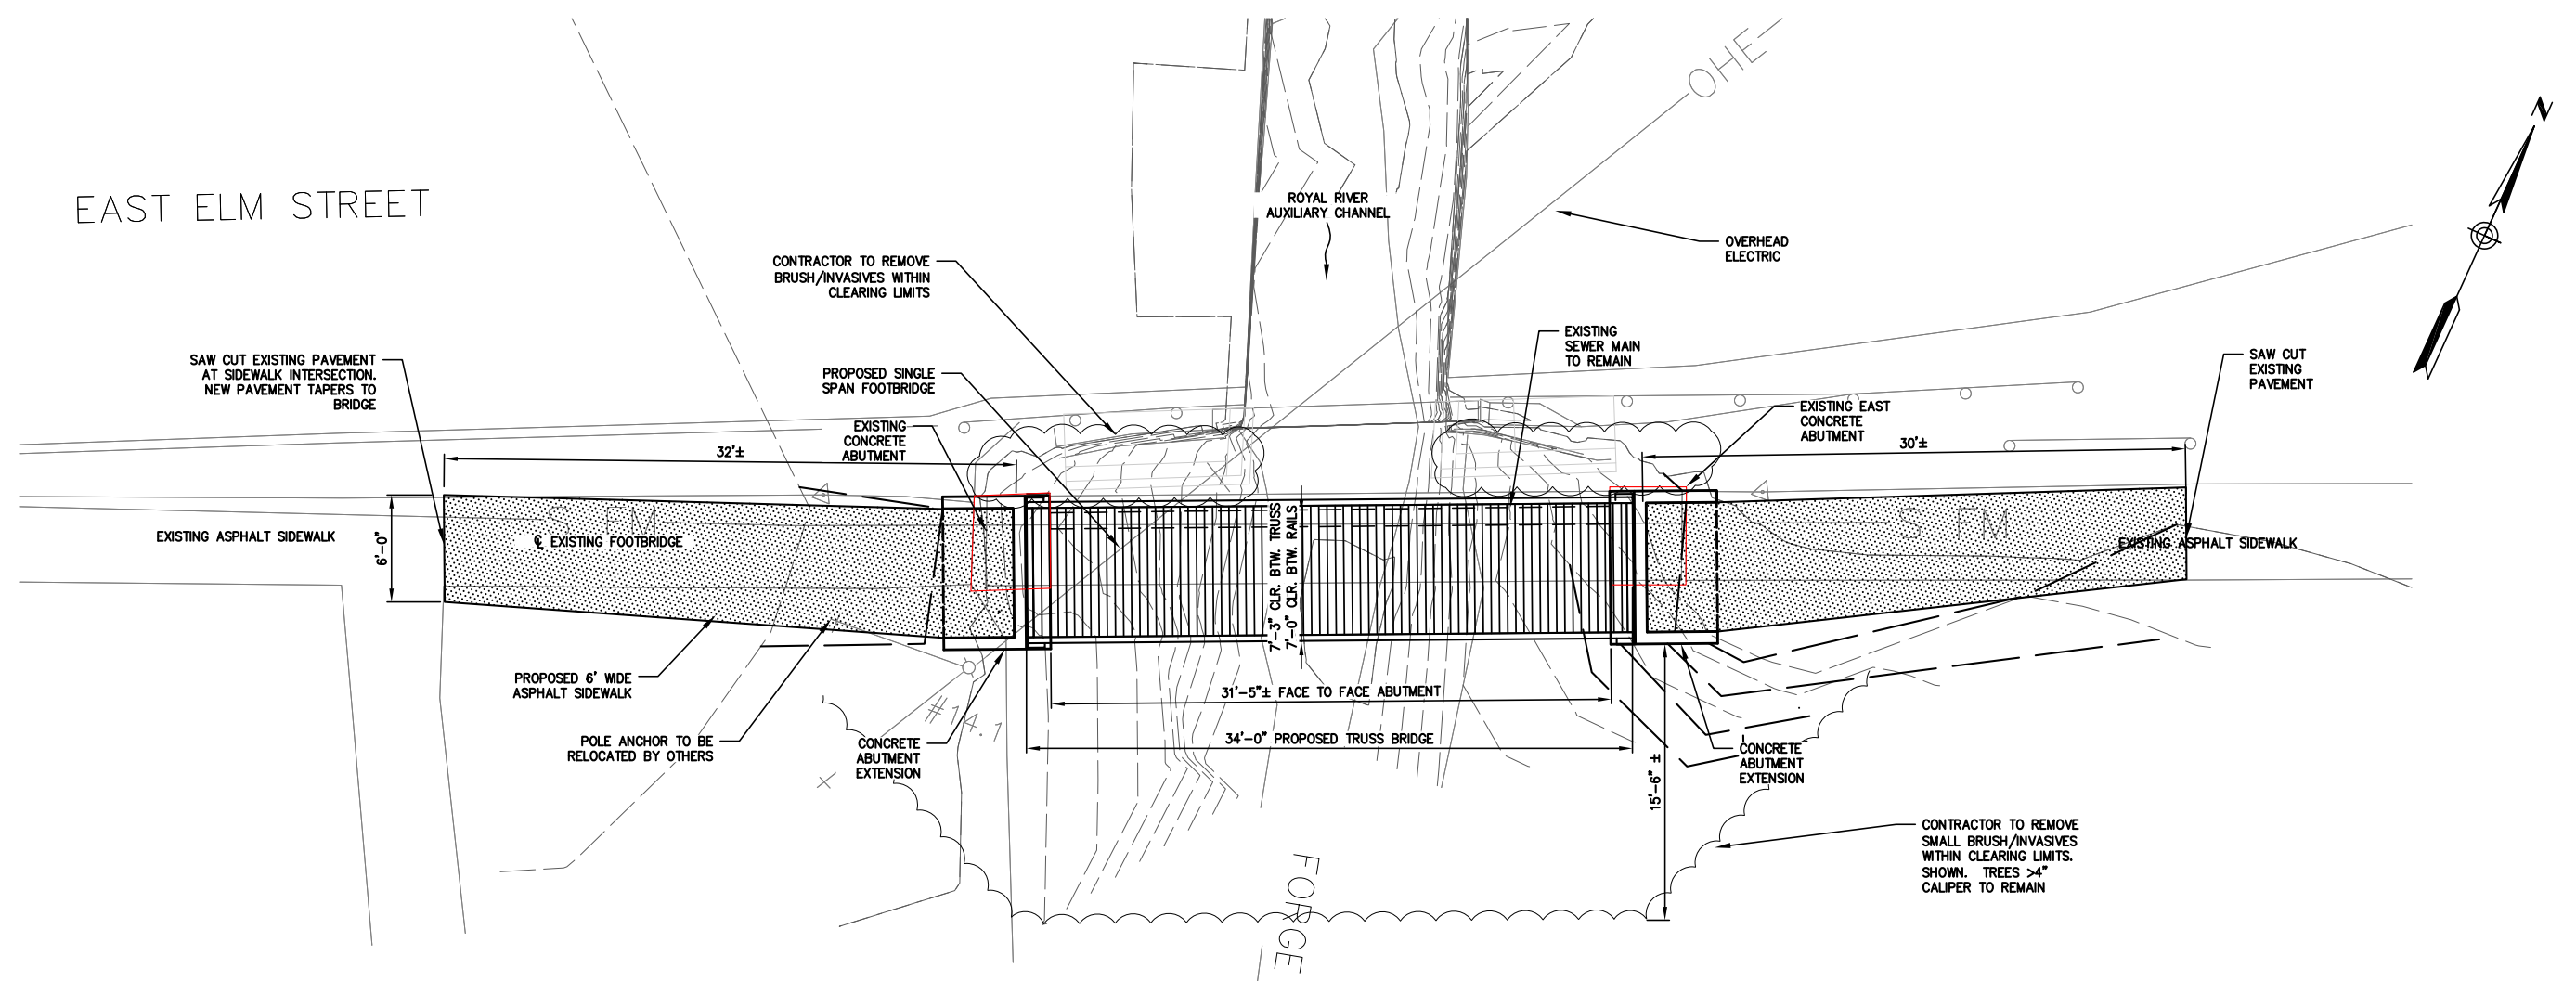 N
OHE
EAST ELM STREET
ROYAL RIVER
AUXILIARY CHANNEL
OVERHEAD
ELECTRIC
CONTRACTOR TO REMOVE
BRUSH/INVASIVES WITHIN
CLEARING LIMITS
EXISTING
SEWER MAIN
TO REMAIN
SAW CUT EXISTING PAVEMENT
AT SIDEWALK INTERSECTION.
NEW PAVEMENT TAPERS TO
BRIDGE
SAW CUT
EXISTING
PAVEMENT
PROPOSED SINGLE
SPAN FOOTBRIDGE
EXISTING EAST
CONCRETE
ABUTMENT
EXISTING
CONCRETE
ABUTMENT
32'±
30'±
S FM
S FM
EXISTING ASPHALT SIDEWALK
℄ EXISTING FOOTBRIDGE
EXISTING ASPHALT SIDEWALK
6'-0"
7'-3" CLR. BTW. TRUSS
7'-0" CLR. BTW. RAILS
PROPOSED 6' WIDE
ASPHALT SIDEWALK
31'-5"± FACE TO FACE ABUTMENT
#14.1
POLE ANCHOR TO BE
RELOCATED BY OTHERS
34'-0" PROPOSED TRUSS BRIDGE
CONCRETE
ABUTMENT
EXTENSION
CONCRETE
ABUTMENT
EXTENSION
15'-6" ±
CONTRACTOR TO REMOVE
SMALL BRUSH/INVASIVES
WITHIN CLEARING LIMITS.
SHOWN. TREES >4"
CALIPER TO REMAIN
FORGE